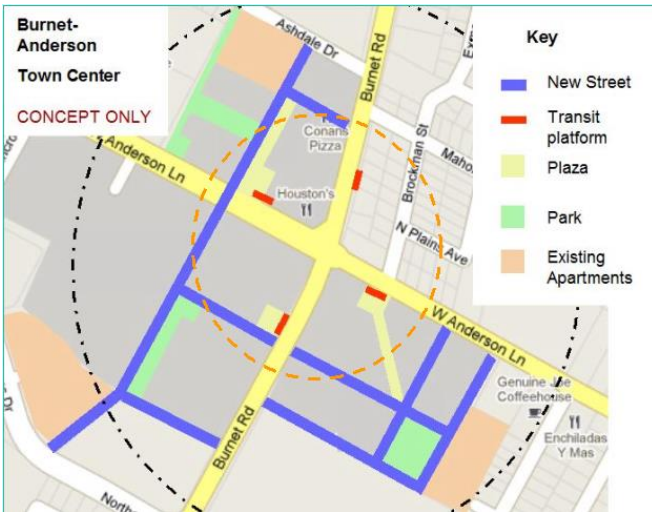 Burnet-
Anderson
Town Center
CONCEPT ONLY
Key
New Street
Transit
platform
Plaza
Park
Existing
Apartments
Ashdale Dr
Burnet Rd
Conans
Pizza
Houston's
Anderson Ln
Brockman St
N Plains Ave
W Anderson Ln
Genuine Joe
Coffeehouse
Enchiladas
Y Mas
Burnet Rd